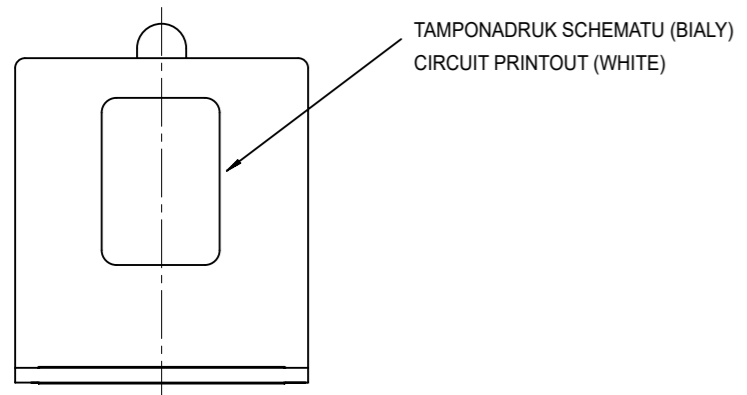 TAMPONADRUK SCHEMATU (BIALY)
CIRCUIT PRINTOUT (WHITE)